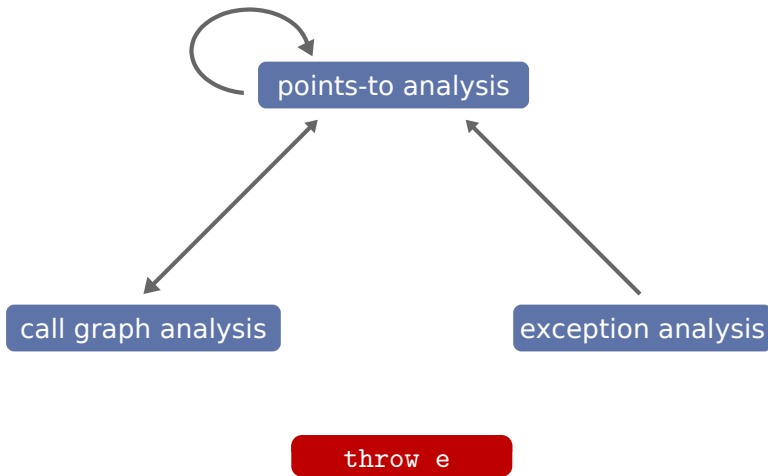 points-to analysis
call graph analysis
exception analysis
throw e